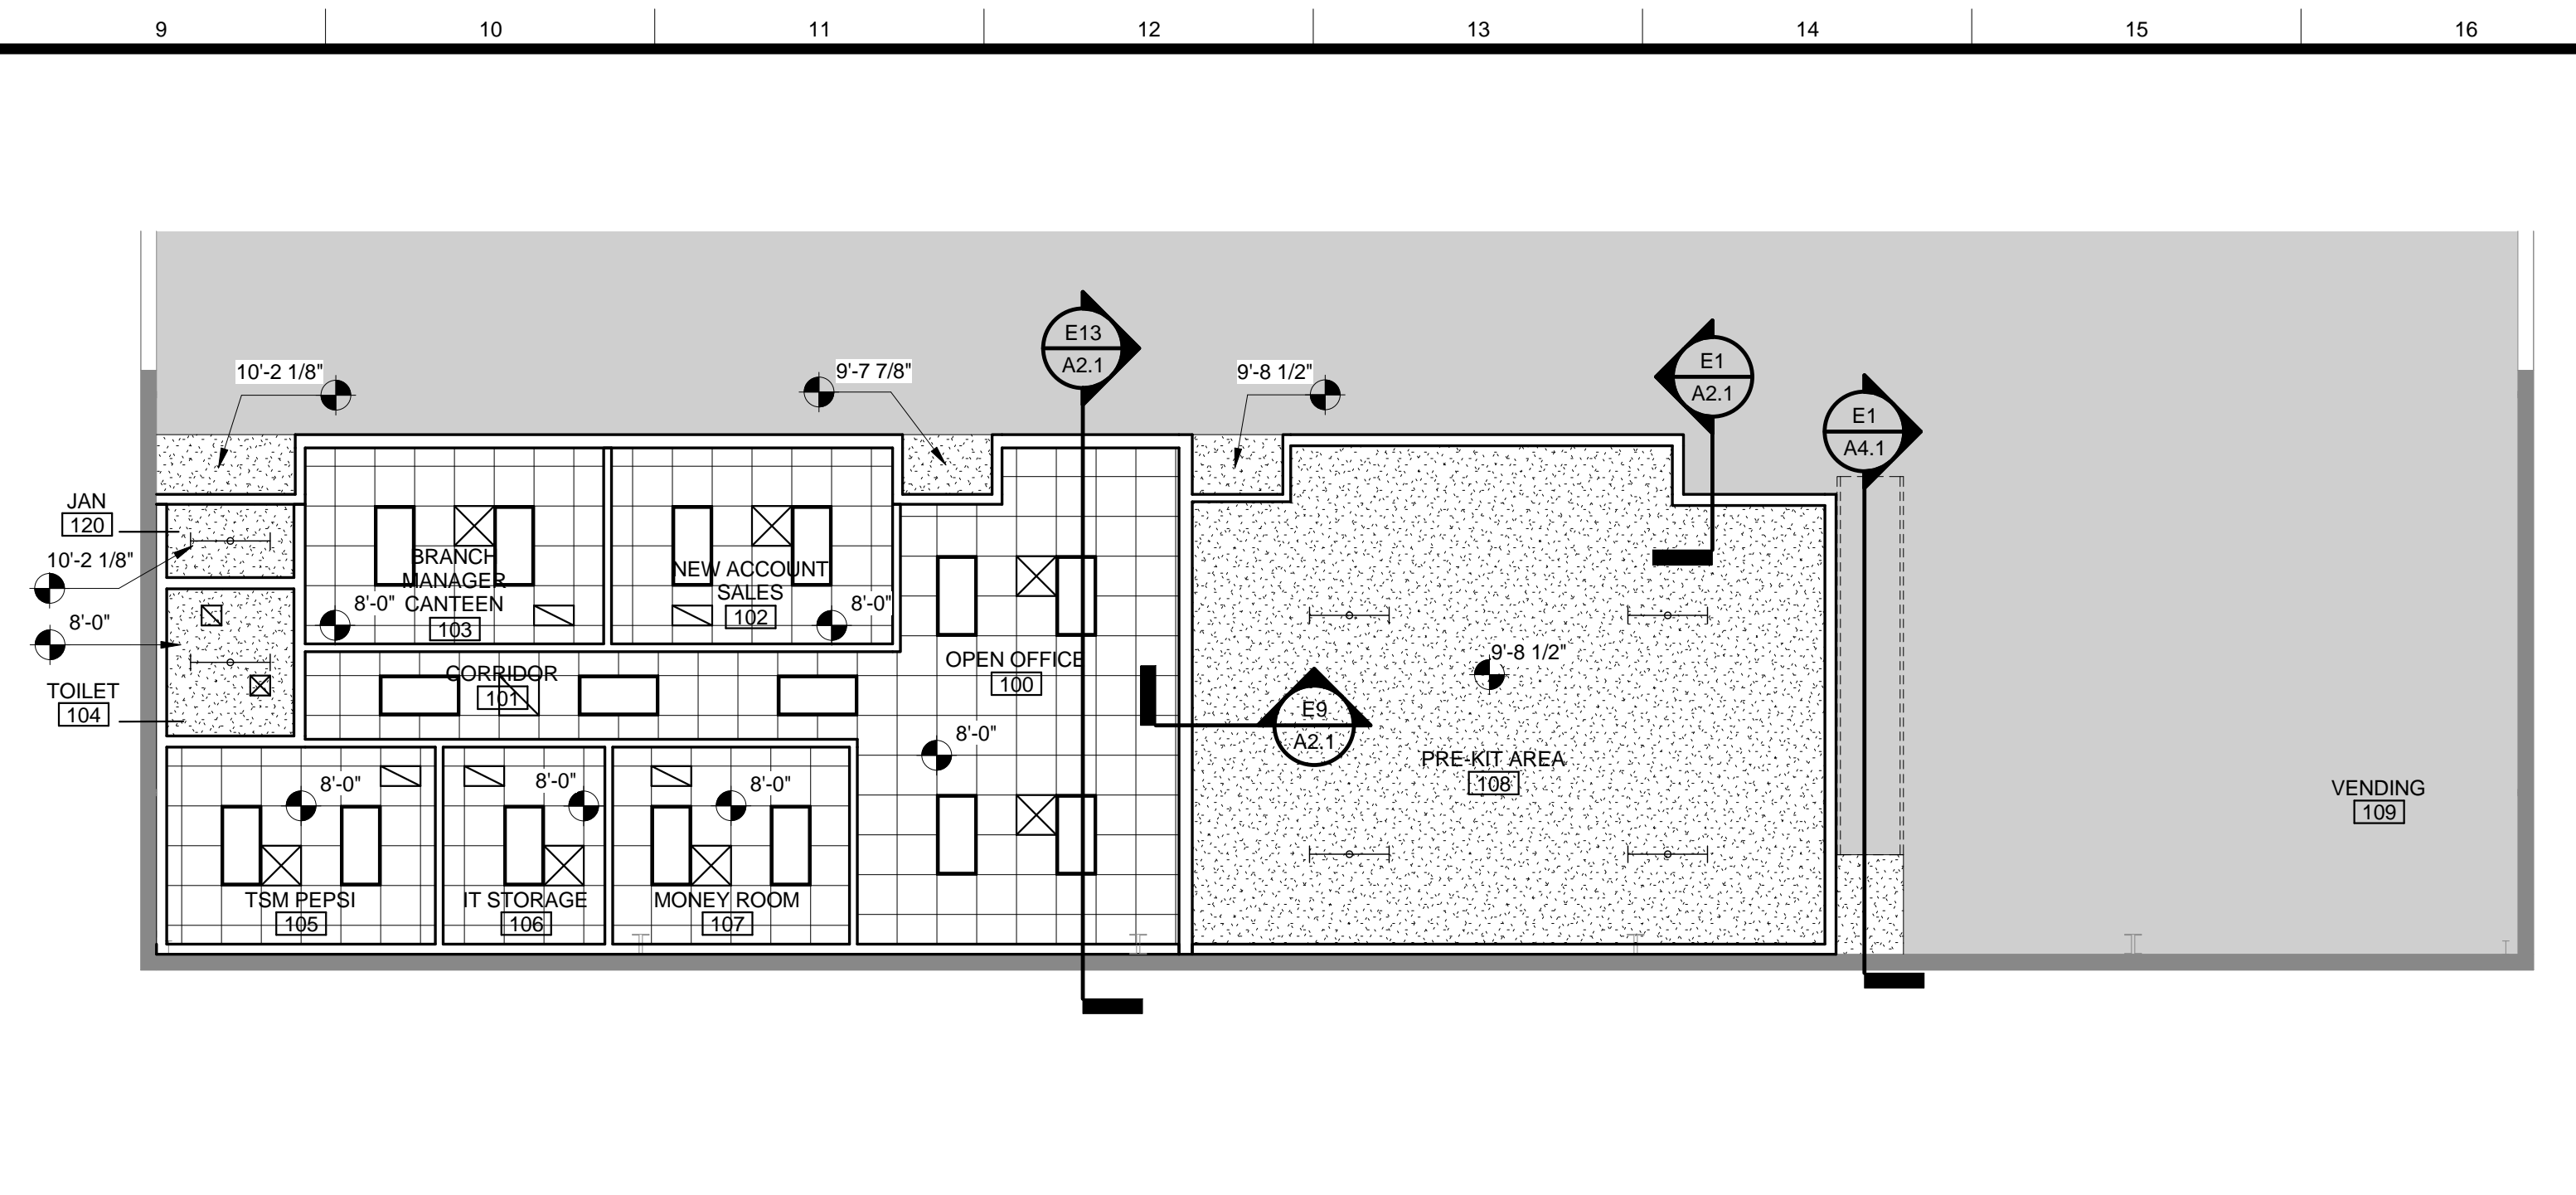 9
10
11
12
13
14
15
16
E13
A2.1
E1
A2.1
E1
A4.1
10'-2 1/8"
9'-7 7/8"
9'-8 1/2"
JAN
120
10'-2 1/8"
8'-0"
TOILET
104
BRANCH
MANAGER
CANTEEN
103
8'-0"
NEW ACCOUNT
SALES
102
8'-0"
CORRIDOR
101
OPEN OFFICE
100
8'-0"
E9
A2.1
9'-8 1/2"
PRE-KIT AREA
108
VENDING
109
8'-0"
TSM PEPSI
105
8'-0"
IT STORAGE
106
8'-0"
MONEY ROOM
107